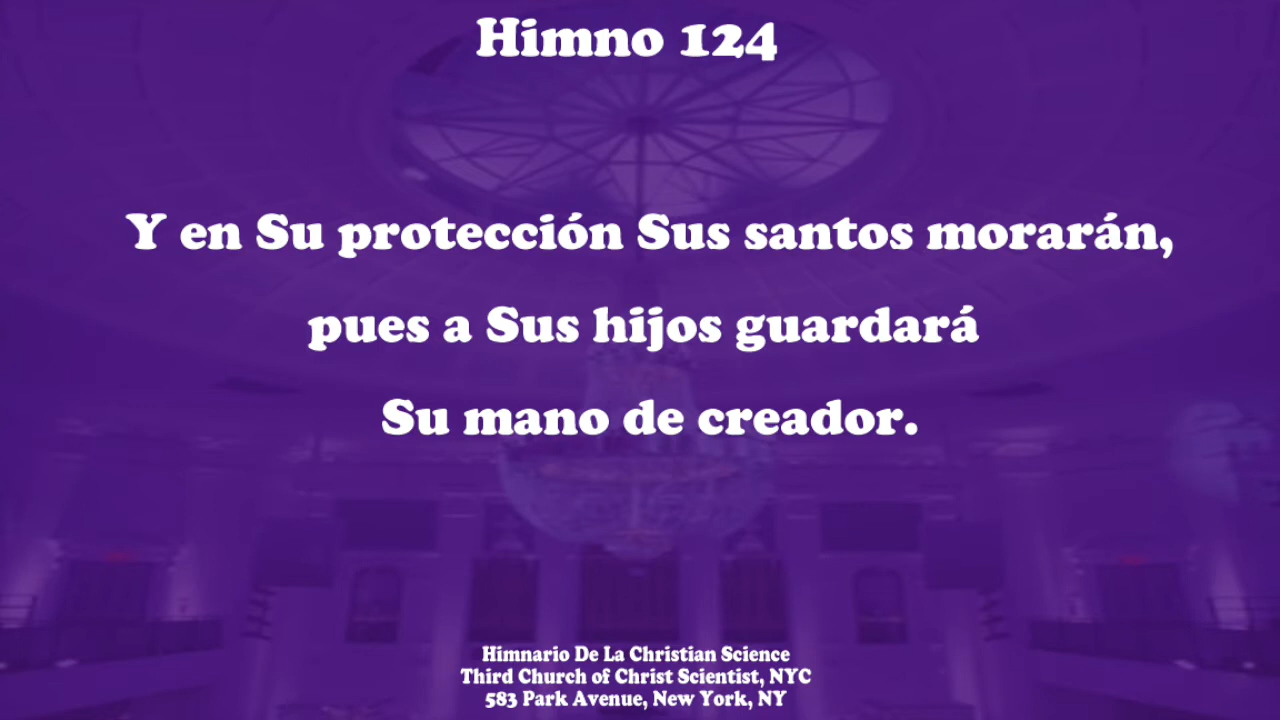 Himno 124
Y en Su protección Sus santos morarán,
pues a Sus hijos guardará
Su mano de creador.
Himnario De La Christian Science
Third Church of Christ Scientist, NYC
583 Park Avenue, New York, NY